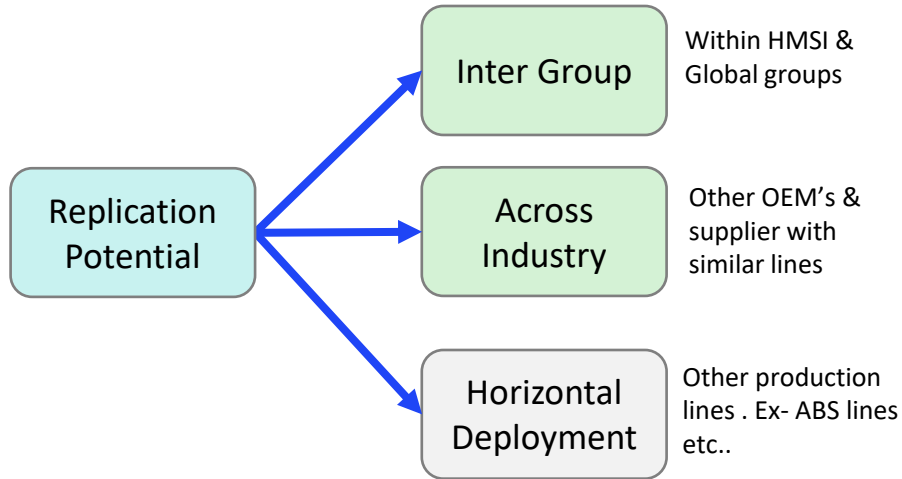 Replication
Potential
Inter Group
Within HMSI &
Global groups
Across
Industry
Other OEM's &
supplier with
similar lines
Horizontal
Deployment
Other production
lines . Ex- ABS lines
etc..